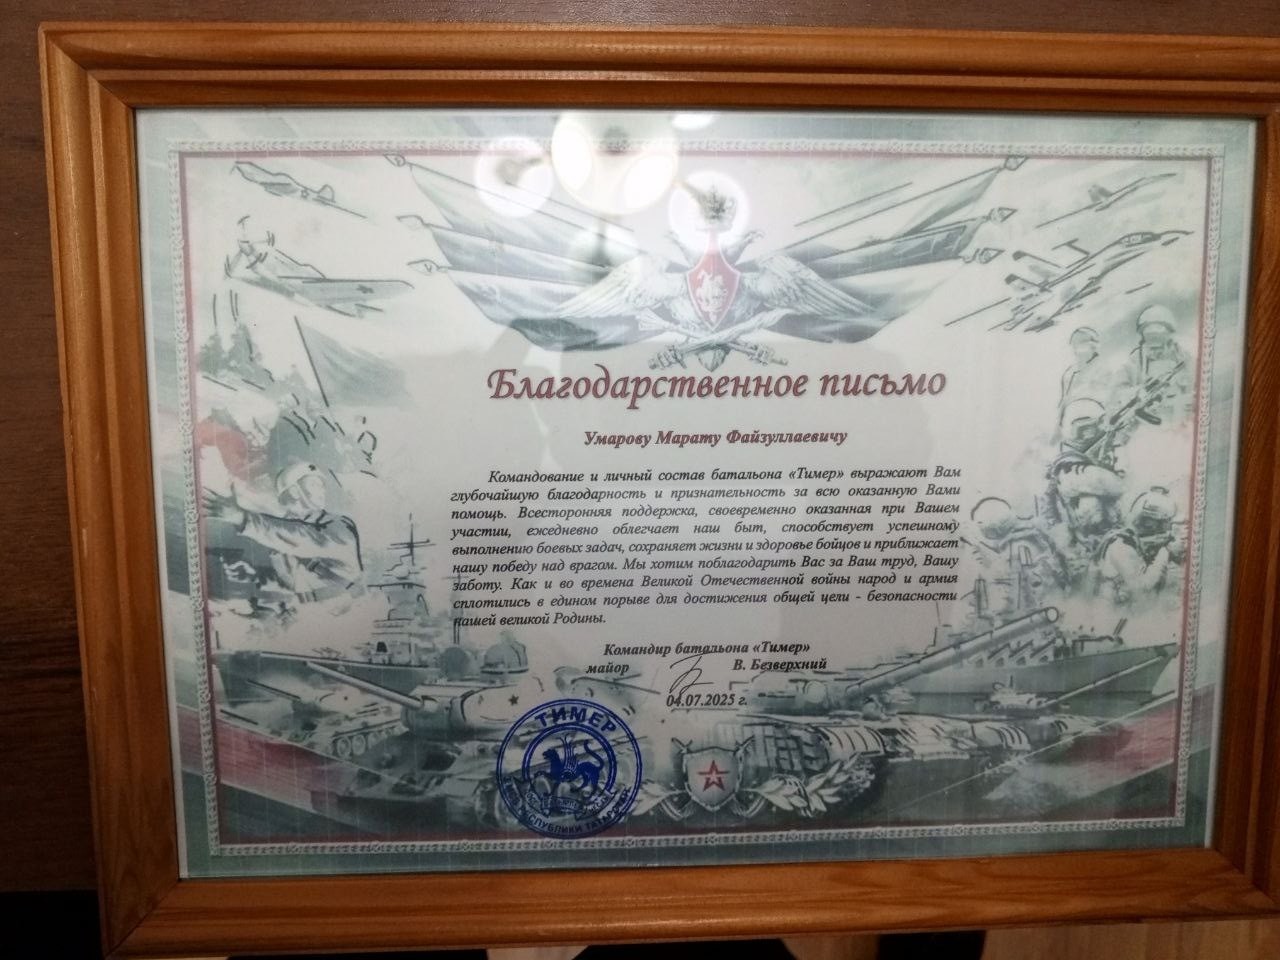 Благодарственное письмо
Умарову Марату Файзуллаевичу
Командование и личный состав батальона «Тимер» выражают Вам
глубочайшую благодарность и признательность за всю оказанную Вами
помощь. Всесторонняя поддержка, своевременно оказанная при Вашем
участии, ежедневно облегчает наш быт, способствует успешному
выполнению боевых задач, сохраняет жизни и здоровье бойцов и приближает
нашу победу над врагом. Мы хотим поблагодарить Вас за Ваш труд, Вашу
заботу. Как и во времена Великой Отечественной войны народ и армия
сплотились в едином порыве для достижения общей цели - безопасности
нашей великой Родины.
Командир батальона «Тимер»
майор В. Безверхний
04.07.2025 г.
ТИМЕР
РЕСПУБЛИКИ ТАТАРСТАН